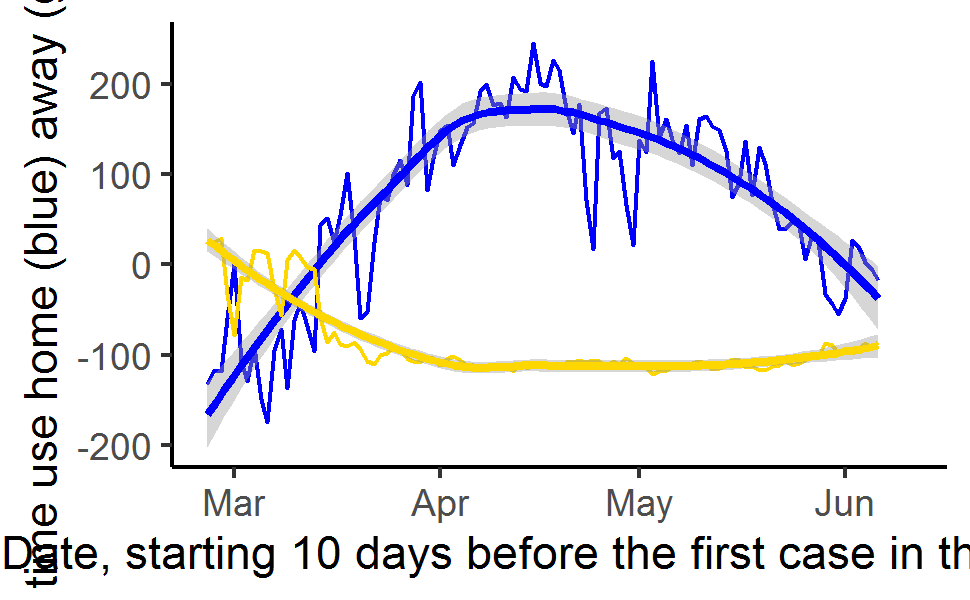 time use home (blue) away (
200
100
0
-100
-200
Mar Apr May Jun
Date, starting 10 days before the first case in th